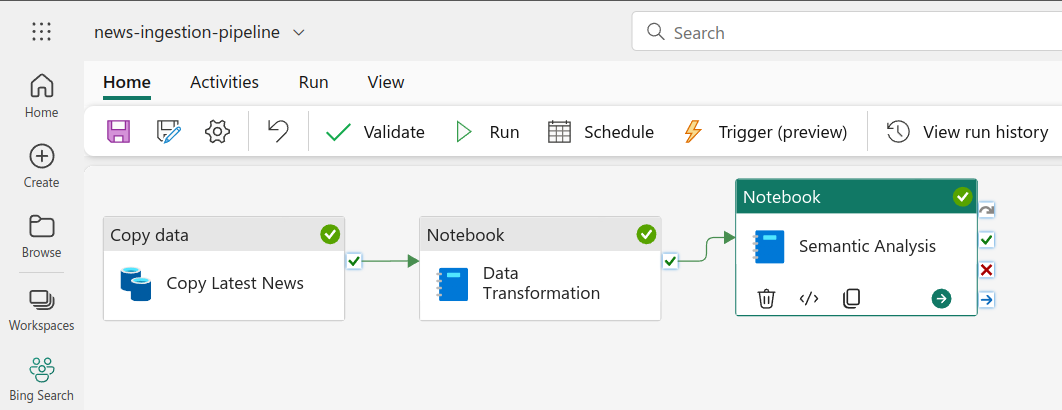 news-ingestion-pipeline
Search
Home
Activities
Run
View
Validate
Run
Schedule
Trigger (preview)
View run history
Home
Create
Browse
Workspaces
Bing Search
Copy data
Copy Latest News
Notebook
Data
Transformation
Notebook
Semantic Analysis